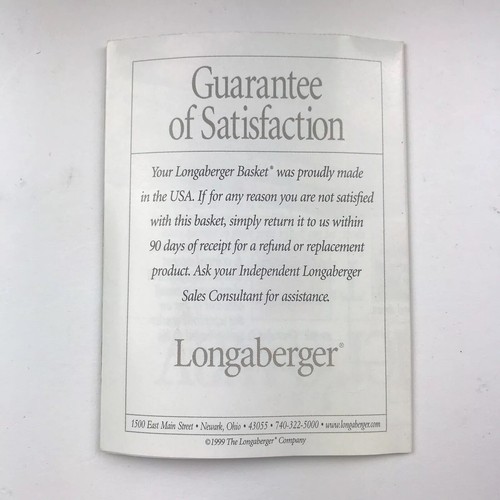 Guarantee
of Satisfaction
Your Longaberger Basket® was proudly made
in the USA. If for any reason you are not satisfied
with this basket, simply return it to us within
90 days of receipt for a refund or replacement
product. Ask your Independent Longaberger
Sales Consultant for assistance.
Longaberger®
1500 East Main Street • Newark, Ohio • 43055 • 740-322-5000 • www.longaberger.com
©1999 The Longaberger® Company